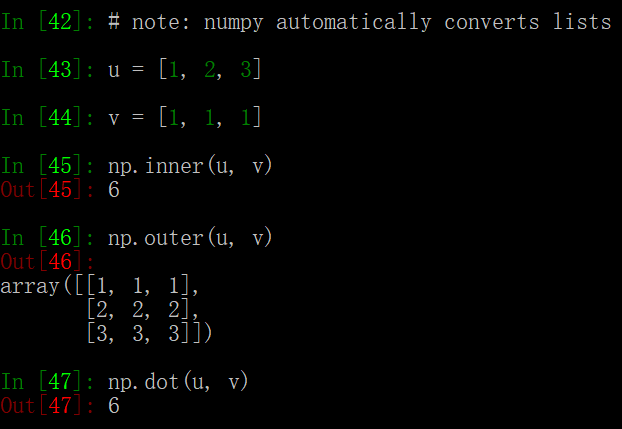 In [42]: # note: numpy automatically converts lists
In [43]: u = [1, 2, 3]
In [44]: v = [1, 1, 1]
In [45]: np.inner(u, v)
Out[45]: 6
In [46]: np.outer(u, v)
Out[46]:
array([[1, 1, 1],
       [2, 2, 2],
       [3, 3, 3]])
In [47]: np.dot(u, v)
Out[47]: 6